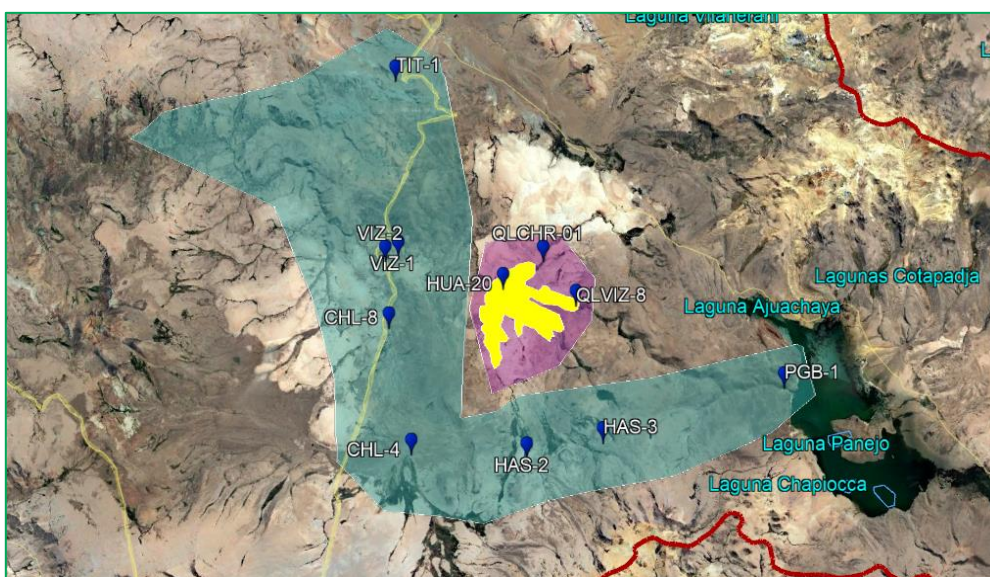 Laguna Vilanerani
TIT-1
VIZ-2
QLCHR-01
VIZ-1
HUA-20
QLVIZ-8
Lagunas Cotapadja
Laguna Ajuachaya
CHL-8
PGB-1
HAS-3
CHL-4
HAS-2
Laguna Panejo
Laguna Chapiocca